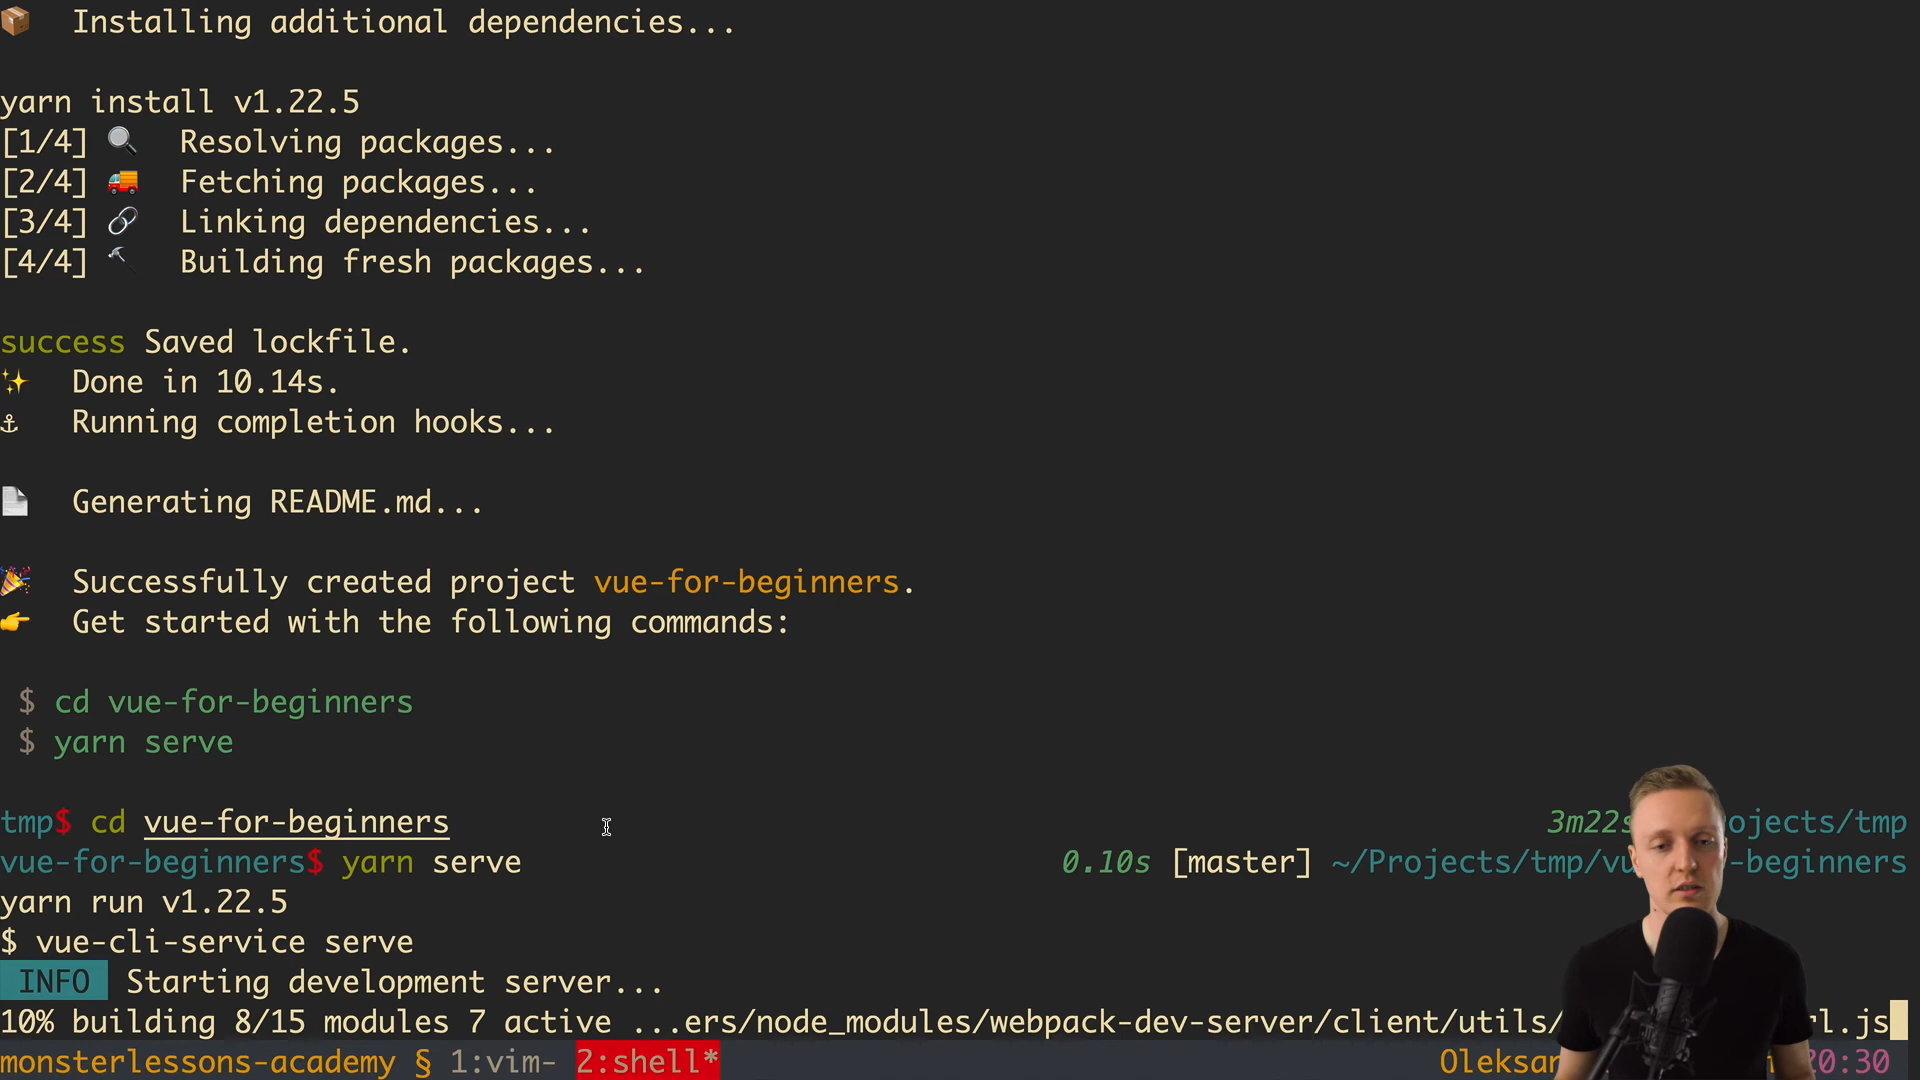 Installing additional dependencies...
yarn install v1.22.5
[1/4] Resolving packages...
[2/4] Fetching packages...
[3/4] Linking dependencies...
[4/4] Building fresh packages...
success Saved lockfile.
Done in 10.14s.
Running completion hooks...
Generating README.md...
Successfully created project vue-for-beginners.
Get started with the following commands:
$ cd vue-for-beginners
$ yarn serve
tmp$ cd vue-for-beginners 3m22s ojects/tmp
vue-for-beginners$ yarn serve 0.10s [master] ~/Projects/tmp/vu -beginners
yarn run v1.22.5
$ vue-cli-service serve
INFO Starting development server...
10% building 8/15 modules 7 active ...ers/node_modules/webpack-dev-server/client/utils/ rl.js
monsterlessons-academy § 1:vim- 2:shell* Oleksan 20:30